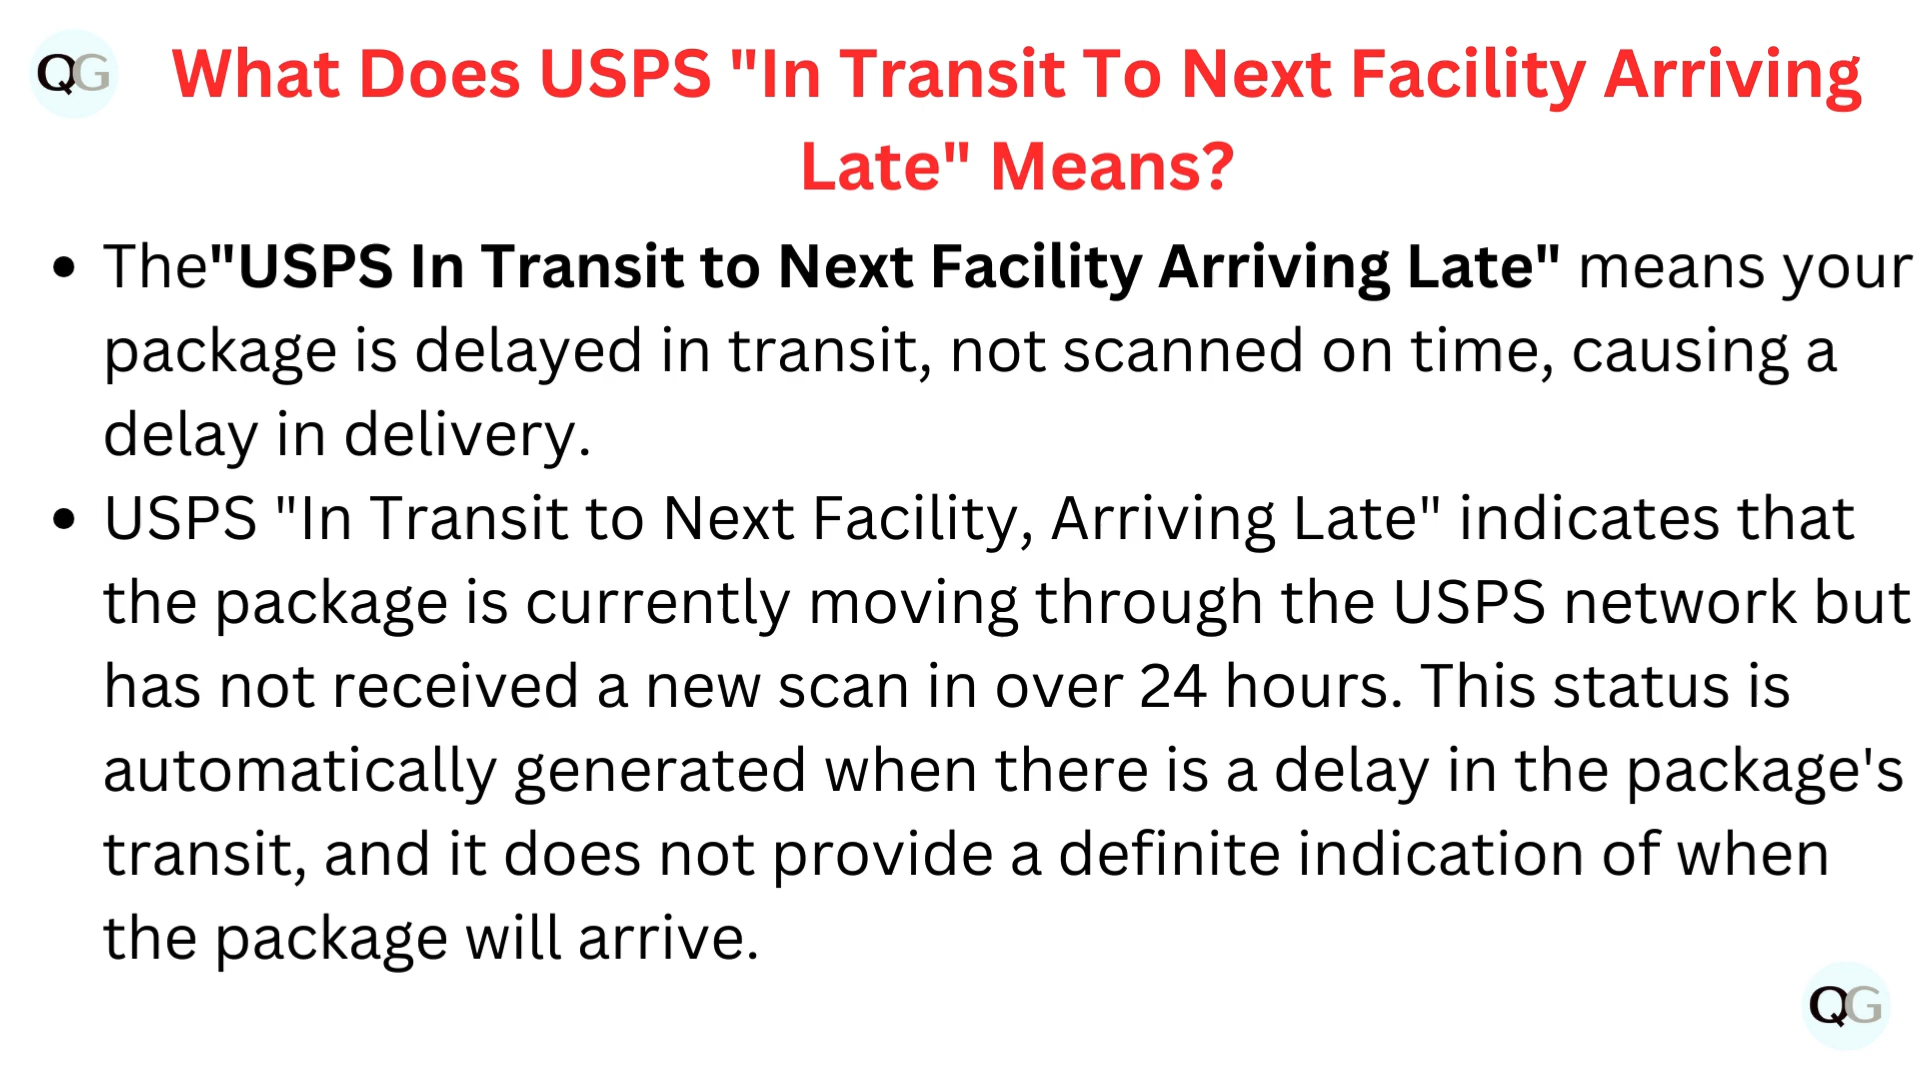 QG
What Does USPS "In Transit To Next Facility Arriving
Late" Means?
• The"USPS In Transit to Next Facility Arriving Late" means your
package is delayed in transit, not scanned on time, causing a
delay in delivery.
• USPS "In Transit to Next Facility, Arriving Late" indicates that
the package is currently moving through the USPS network but
has not received a new scan in over 24 hours. This status is
automatically generated when there is a delay in the package's
transit, and it does not provide a definite indication of when
the package will arrive.
QG